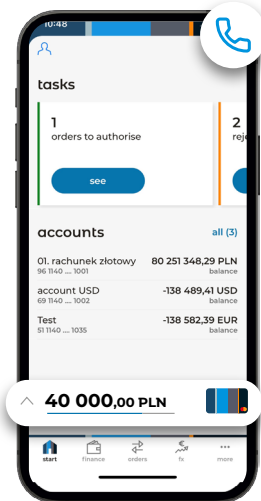 10:48
tasks
1
orders to authorise
see
2
accounts
all (3)
01. rachunek złotowy 80 251 348,29 PLN
96 1140 .... 1001 balance
account USD -138 489,41 USD
69 1140 .... 1002 balance
Test -138 582,39 EUR
51 1140 .... 1035 balance
40 000,00 PLN
start finance orders fx more